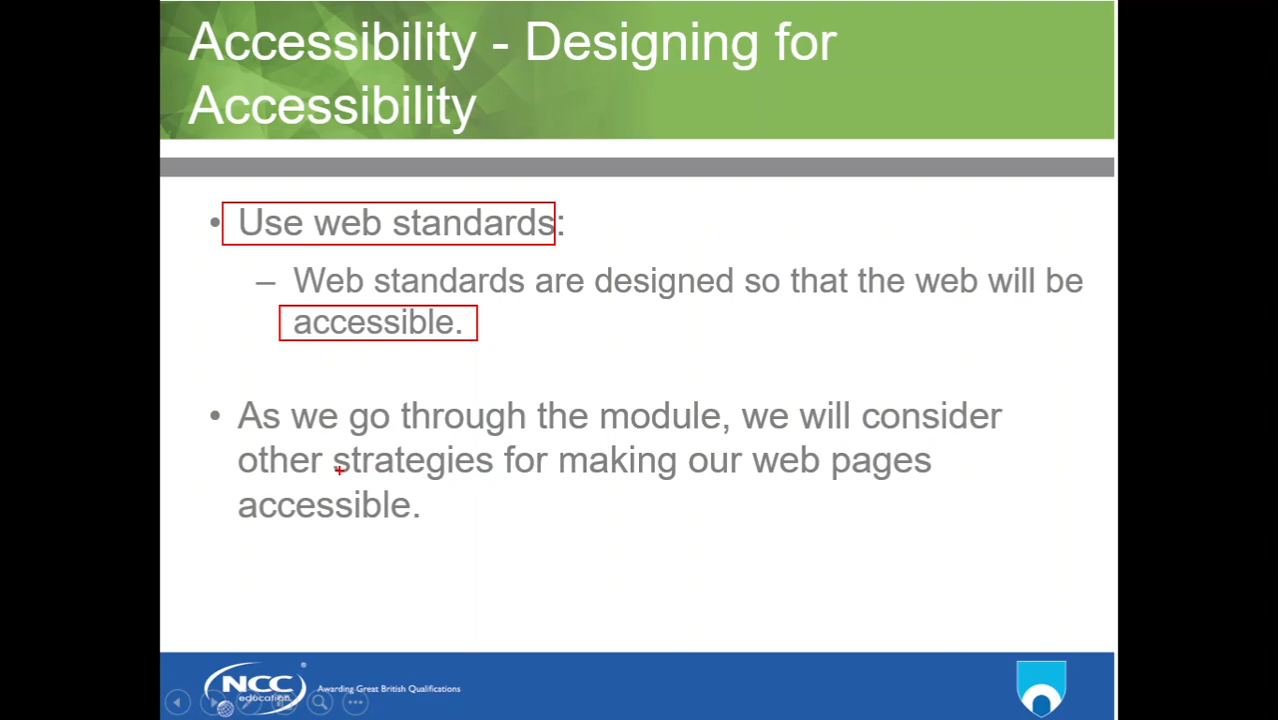 Accessibility - Designing for
Accessibility
• Use web standards:
– Web standards are designed so that the web will be
accessible.
• As we go through the module, we will consider
other strategies for making our web pages
accessible.
NCC
education
Awarding Great British Qualifications